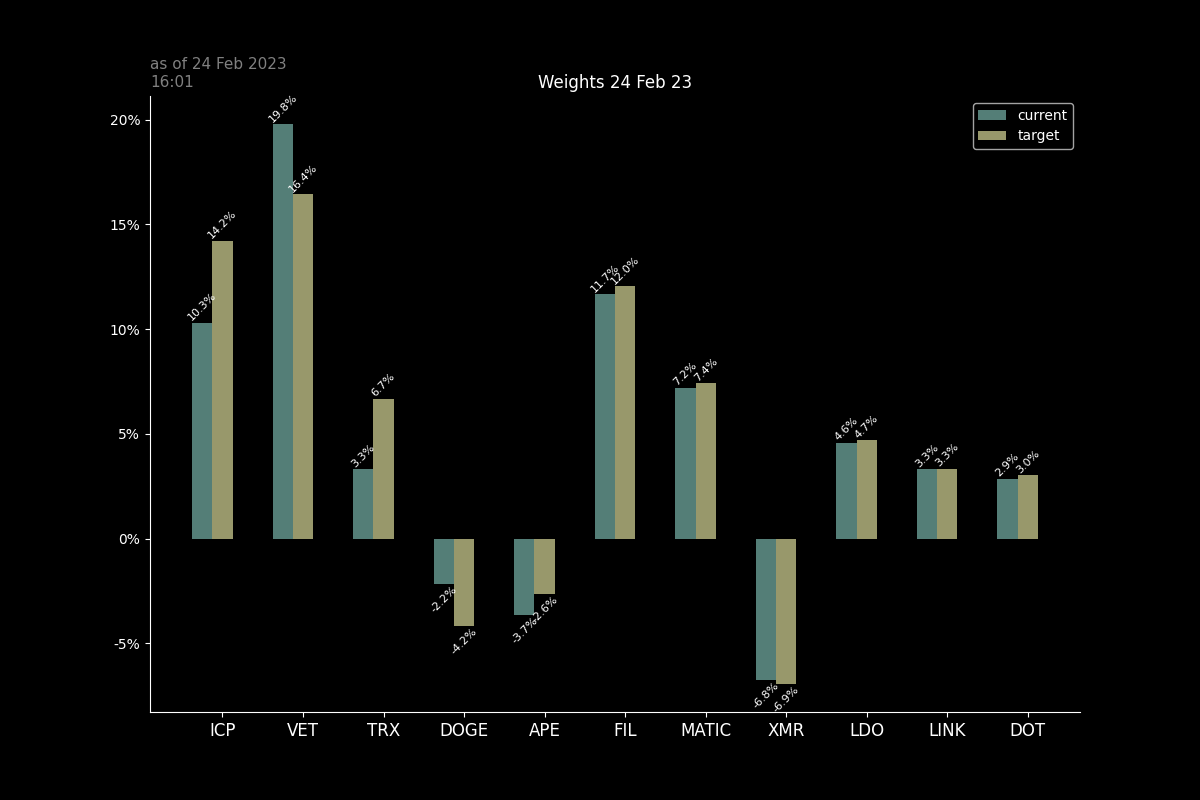 as of 24 Feb 2023
16:01
Weights 24 Feb 23
current
target
20%
15%
10%
5%
0%
-5%
10.3%
14.2%
19.8%
16.4%
3.3%
6.7%
-2.2%
-4.2%
-3.7%
-2.6%
11.7%
12.0%
7.2%
7.4%
-6.8%
-6.9%
4.6%
4.7%
3.3%
3.3%
2.9%
3.0%
ICP
VET
TRX
DOGE
APE
FIL
MATIC
XMR
LDO
LINK
DOT